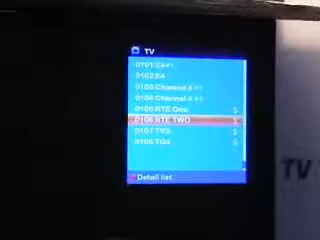 TV
0101 E4+1
0102 E4
0103 Channel 4 +1
0104 Channel 4 +1
0105 RTE One $
0106 RTE TWO $
0107 TV3 $
0108 TG4 $
Detail list
TV